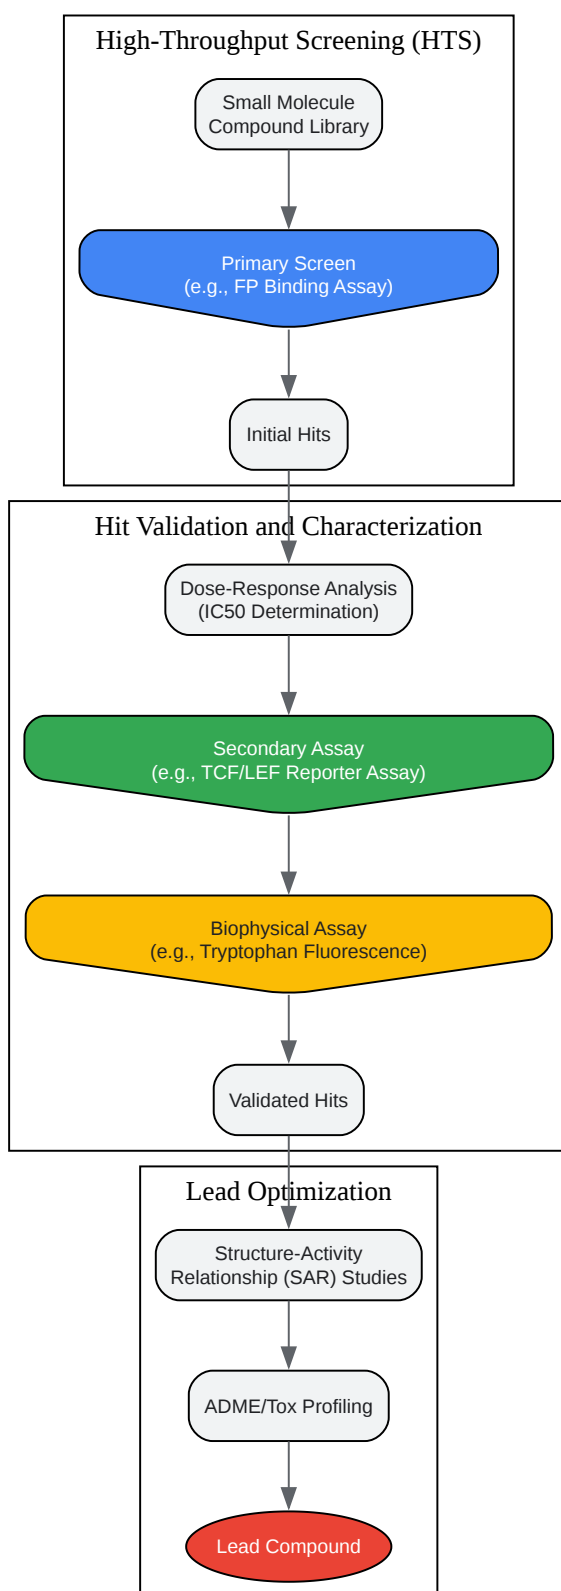 High-Throughput Screening (HTS)
Small Molecule
Compound Library
Primary Screen
(e.g., FP Binding Assay)
Initial Hits
Hit Validation and Characterization
Dose-Response Analysis
(IC50 Determination)
Secondary Assay
(e.g., TCF/LEF Reporter Assay)
Biophysical Assay
(e.g., Tryptophan Fluorescence)
Validated Hits
Lead Optimization
Structure-Activity
Relationship (SAR) Studies
ADME/Tox Profiling
Lead Compound